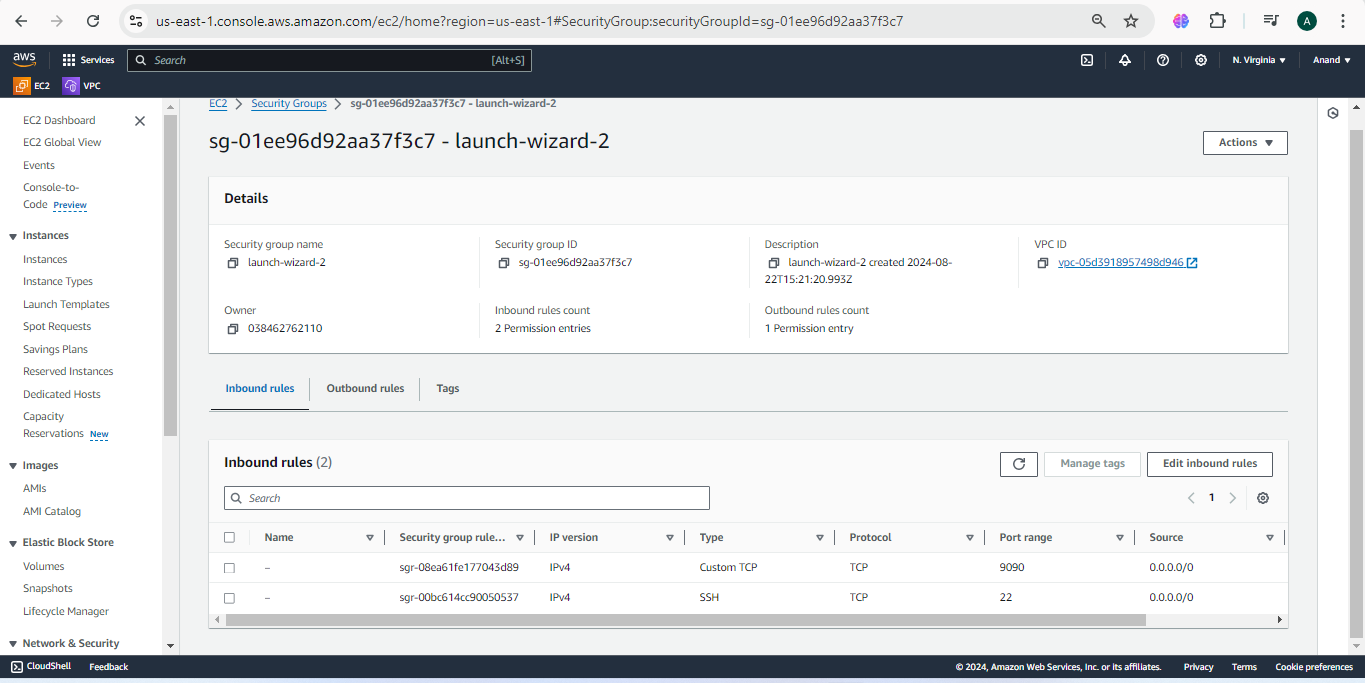 us-east-1.console.aws.amazon.com/ec2/home?region=us-east-1#SecurityGroup:securityGroupId=sg-01ee96d92aa37f3c7
A
aws
Services
Search
[Alt+S]
N. Virginia
Anand
EC2
VPC
EC2 Dashboard
EC2 Global View
Events
Console-to-
Code Preview
Instances
Instances
Instance Types
Launch Templates
Spot Requests
Savings Plans
Reserved Instances
Dedicated Hosts
Capacity
Reservations New
Images
AMIs
AMI Catalog
Elastic Block Store
Volumes
Snapshots
Lifecycle Manager
Network & Security
EC2 > Security Groups > sg-01ee96d92aa37f3c7 - launch-wizard-2
sg-01ee96d92aa37f3c7 - launch-wizard-2
Actions
Details
Security group name
launch-wizard-2
Security group ID
sg-01ee96d92aa37f3c7
Description
launch-wizard-2 created 2024-08-
22T15:21:20.993Z
VPC ID
vpc-05d3918957498d946
Owner
038462762110
Inbound rules count
2 Permission entries
Outbound rules count
1 Permission entry
Inbound rules
Outbound rules
Tags
Inbound rules (2)
Manage tags
Edit inbound rules
Search
1
Name Security group rule... IP version Type Protocol Port range Source
– sgr-08ea61fe177043d89 IPv4 Custom TCP TCP 9090 0.0.0.0/0
– sgr-00bc614cc90050537 IPv4 SSH TCP 22 0.0.0.0/0
CloudShell
Feedback
© 2024, Amazon Web Services, Inc. or its affiliates.
Privacy
Terms
Cookie preferences